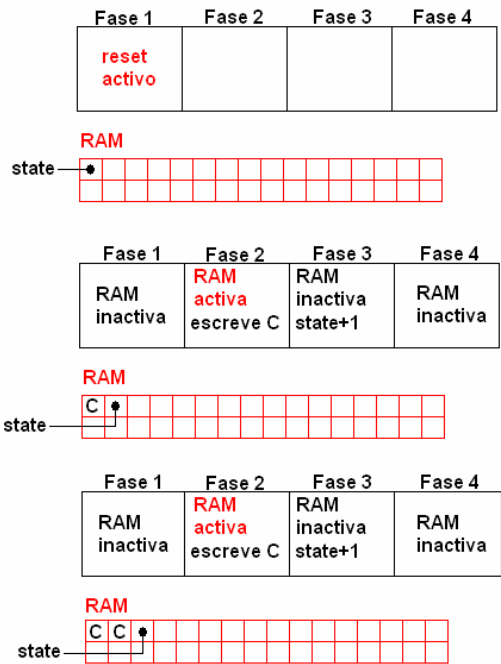 Fase 1 Fase 2 Fase 3 Fase 4
reset
activo
RAM
state
Fase 1 Fase 2 Fase 3 Fase 4
RAM
inactiva
RAM
activa
escreve C
RAM
inactiva
state+1
RAM
inactiva
RAM
C
state
Fase 1 Fase 2 Fase 3 Fase 4
RAM
inactiva
RAM
activa
escreve C
RAM
inactiva
state+1
RAM
inactiva
RAM
C C
state